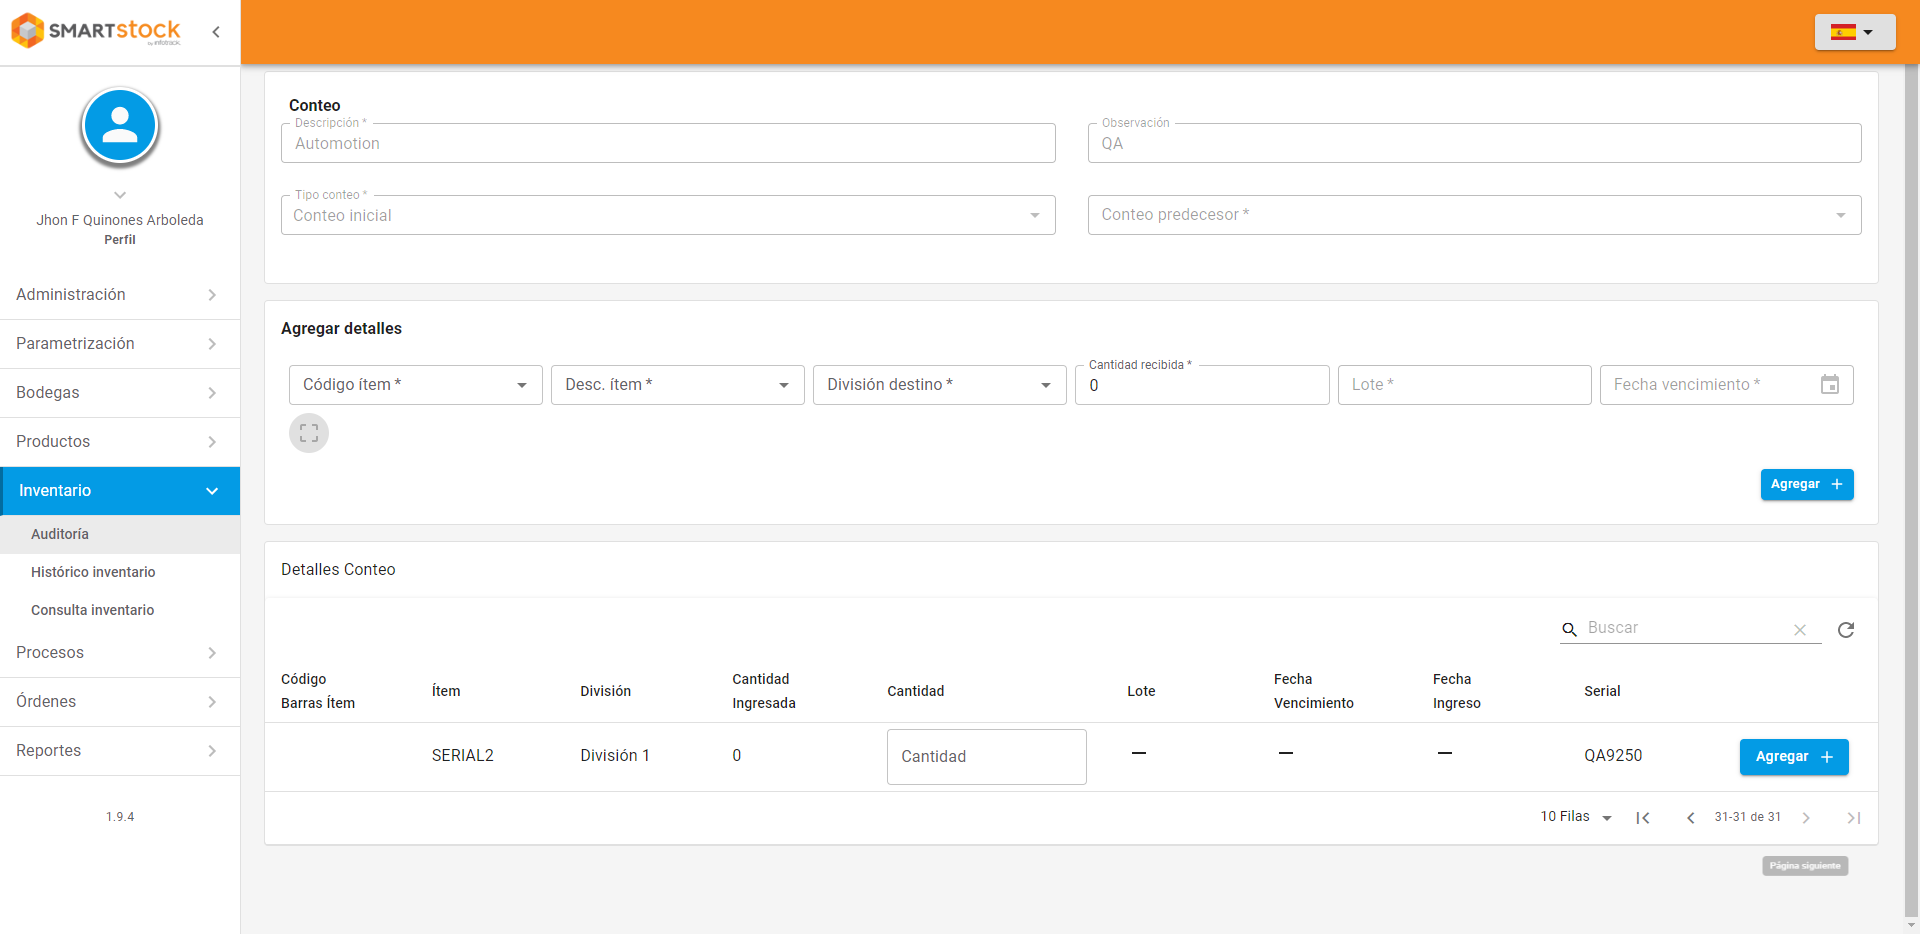 SMARTstock
by infotrack
Jhon F Quinones Arboleda
Perfil
Administración
Parametrización
Bodegas
Productos
Inventario
Auditoría
Histórico inventario
Consulta inventario
Procesos
Órdenes
Reportes
1.9.4
Conteo
Descripción *
Automotion
Observación
QA
Tipo conteo *
Conteo inicial
Conteo predecesor *
Agregar detalles
Código ítem *
Desc. ítem *
División destino *
Cantidad recibida *
0
Lote *
Fecha vencimiento *
Agregar
Detalles Conteo
Buscar
Código
Barras Ítem
Ítem
División
Cantidad
Ingresada
Cantidad
Lote
Fecha
Vencimiento
Fecha
Ingreso
Serial
SERIAL2
División 1
0
Cantidad
—
—
—
QA9250
Agregar
10 Filas
31-31 de 31
Página siguiente